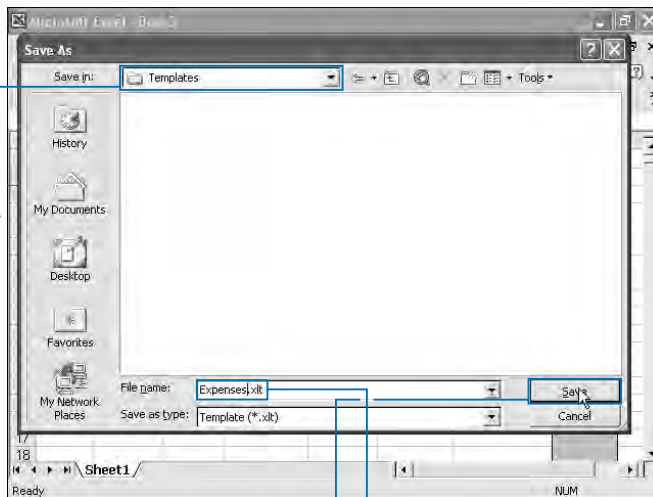 Microsoft Excel - Book5
Save As
Save in:
Templates
Tools
History
My Documents
Desktop
Favorites
My Network Places
File name:
Expenses.xlt
Save
Save as type:
Template (*.xlt)
Cancel
17
18
Sheet1
Ready
NUM